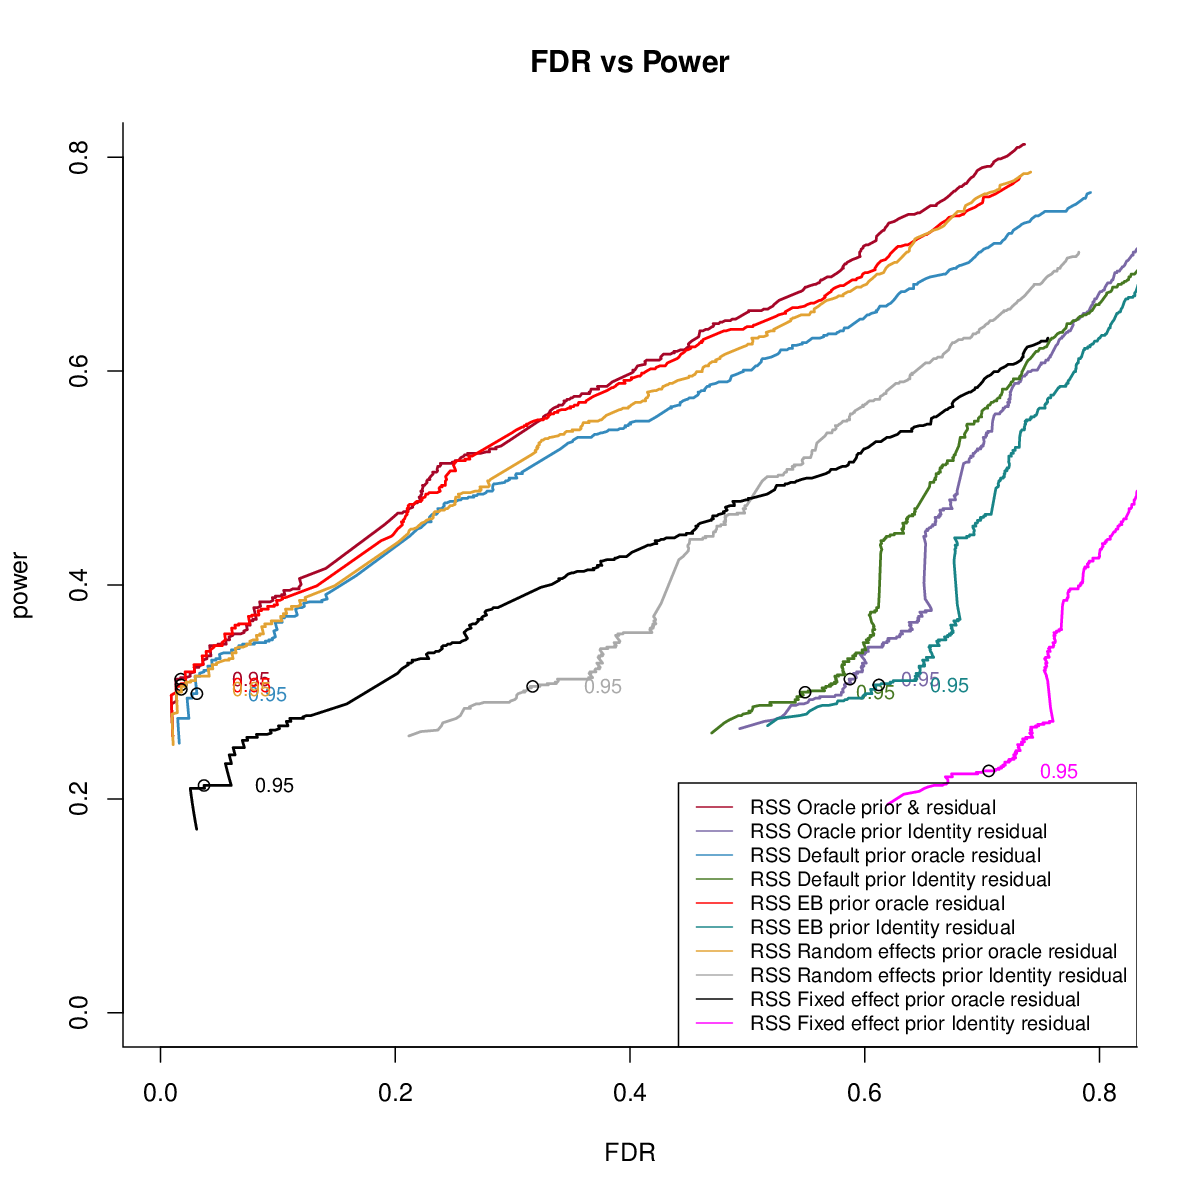 FDR vs Power
power
0.8
0.6
0.4
0.2
0.0
0.95
0.95
0.95
0.95
0.95
0.95
0.95
0.95
0.95
0.95
RSS Oracle prior & residual
RSS Oracle prior Identity residual
RSS Default prior oracle residual
RSS Default prior Identity residual
RSS EB prior oracle residual
RSS EB prior Identity residual
RSS Random effects prior oracle residual
RSS Random effects prior Identity residual
RSS Fixed effect prior oracle residual
RSS Fixed effect prior Identity residual
0.0 0.2 0.4 0.6 0.8
FDR